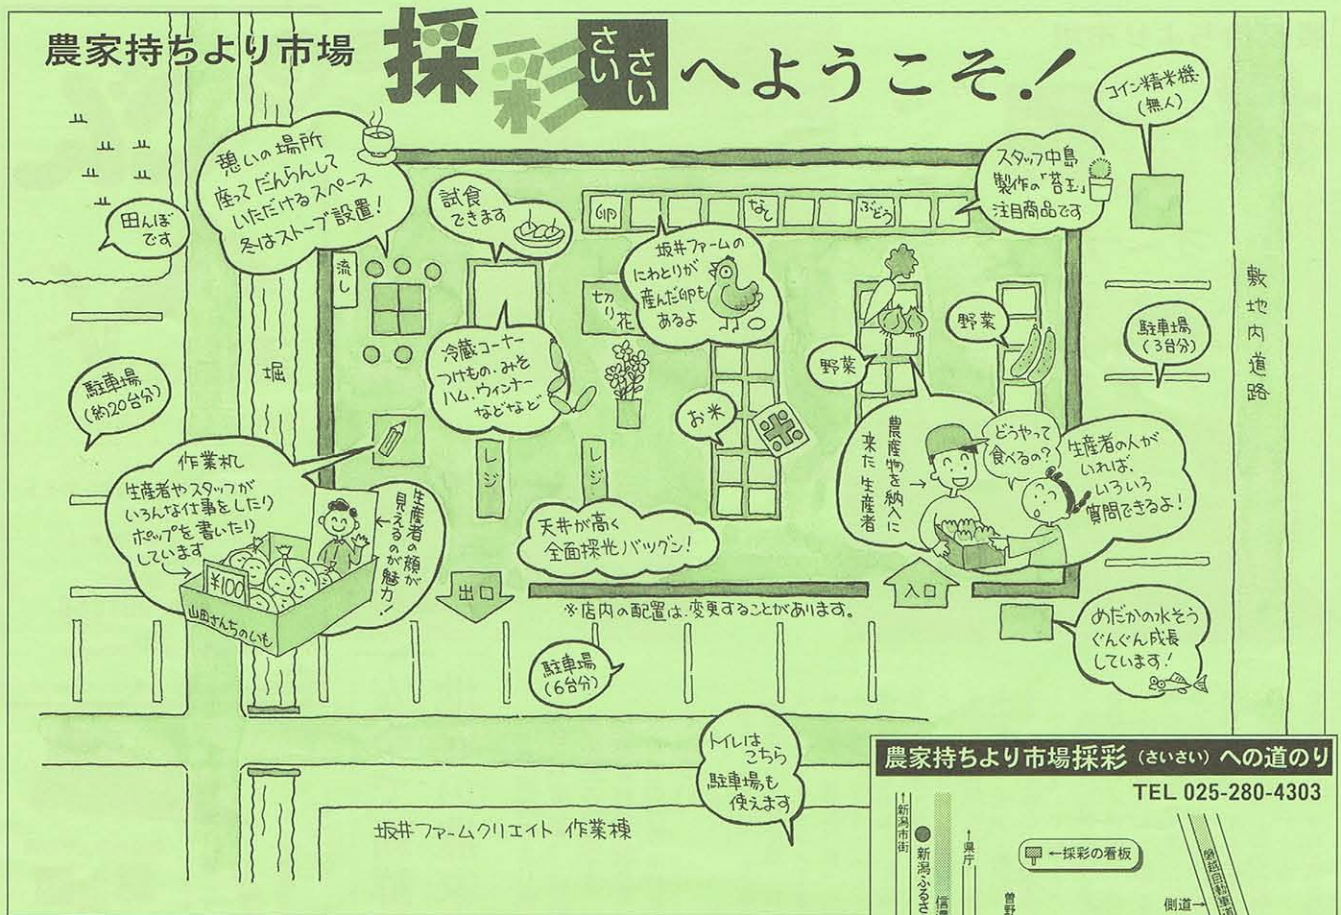 農家持ちより市場
採彩
さい
さい
へようこそ!
コイン精米機
(無人)
憩いの場所
座ってだんらんして
いただけるスペース
冬はストーブ設置!
田んぼ
です
試食
できます
卵
なし
ぶどう
スタッフ中島
製作の「苔玉」
注目商品です
坂井ファームの
にわとりが
産んだ卵も
あるよ
流し
切り花
野菜
野菜
敷地内道路
駐車場
(3台分)
堀
駐車場
(約20台分)
冷蔵コーナー
つけもの、みそ
ハム、ウィンナー
などなど
お米
レジ
レジ
作業机
生産者やスタッフが
いろんな仕事をしたり
ポップを書いたり
しています
生産者の顔が
見えるのが魅力!
¥100
山田さんちのいも
天井が高く
全面採光バツグン!
農産物を納入に
来た生産者
どうやって
食べるの?
生産者の人が
いれば、
いろいろ
質問できるよ!
出口
入口
※店内の配置は、変更することがあります。
めだかの水そう
ぐんぐん成長
しています!
駐車場
(6台分)
トイレは
こちら
駐車場も
使えます
坂井ファームクリエイト 作業棟
農家持ちより市場採彩(さいさい)への道のり
TEL 025-280-4303
↑新潟市街
新潟ふるさ
↑県庁
←採彩の看板
磐越自動車道
側道→
曽野